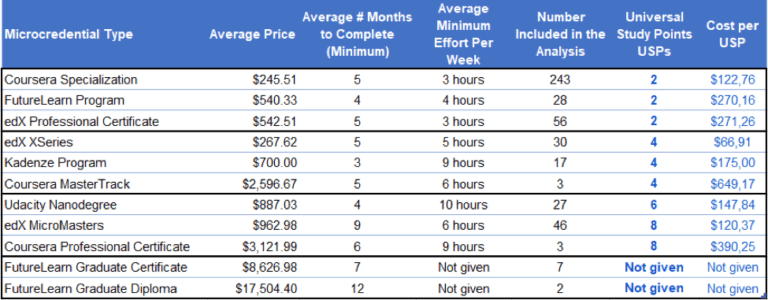 Microcredential Type Average Price Average # Months to Complete (Minimum) Average Minimum Effort Per Week Number Included in the Analysis Universal Study Points USPs Cost per USP
Coursera Specialization $245.51 5 3 hours 243 2 $122,76
FutureLearn Program $540.33 4 4 hours 28 2 $270,16
edX Professional Certificate $542.51 5 3 hours 56 2 $271,26
edX XSeries $267.62 5 5 hours 30 4 $66,91
Kadenze Program $700.00 3 9 hours 17 4 $175,00
Coursera MasterTrack $2,596.67 5 6 hours 3 4 $649,17
Udacity Nanodegree $887.03 4 10 hours 27 6 $147,84
edX MicroMasters $962.98 9 6 hours 46 8 $120,37
Coursera Professional Certificate $3,121.99 6 9 hours 3 8 $390,25
FutureLearn Graduate Certificate $8,626.98 7 Not given 7 Not given Not given
FutureLearn Graduate Diploma $17,504.40 12 Not given 2 Not given Not given